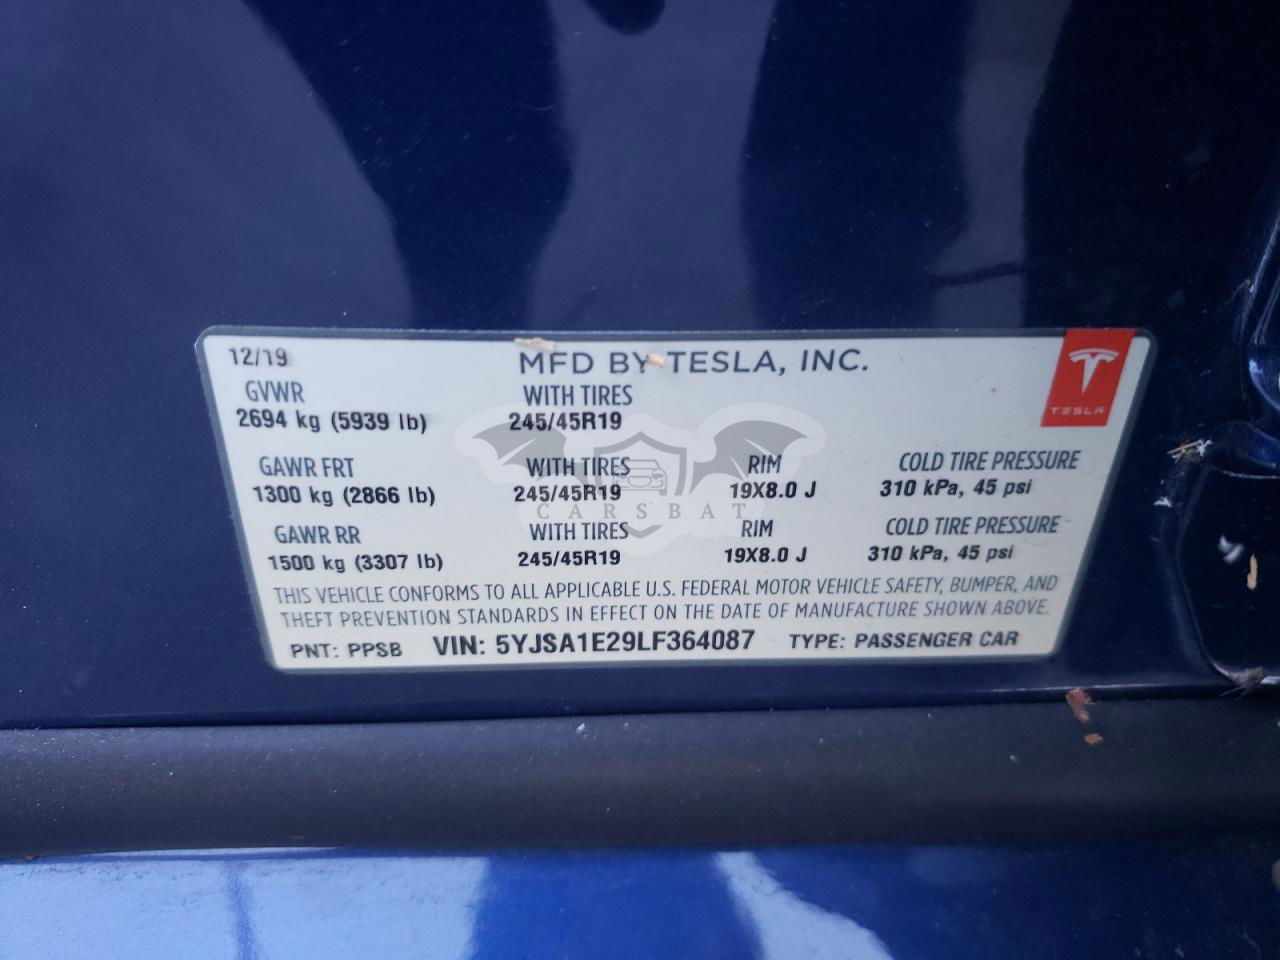 12/19 MFD BY TESLA, INC.
GVWR WITH TIRES
2694 kg (5939 lb) 245/45R19
TESLA
GAWR FRT WITH TIRES RIM COLD TIRE PRESSURE
1300 kg (2866 lb) 245/45R19 19X8.0 J 310 kPa, 45 psi
CARSBAT
GAWR RR WITH TIRES RIM COLD TIRE PRESSURE
1500 kg (3307 lb) 245/45R19 19X8.0 J 310 kPa, 45 psi
THIS VEHICLE CONFORMS TO ALL APPLICABLE U.S. FEDERAL MOTOR VEHICLE SAFETY, BUMPER, AND
THEFT PREVENTION STANDARDS IN EFFECT ON THE DATE OF MANUFACTURE SHOWN ABOVE.
PNT: PPSB VIN: 5YJSA1E29LF364087 TYPE: PASSENGER CAR